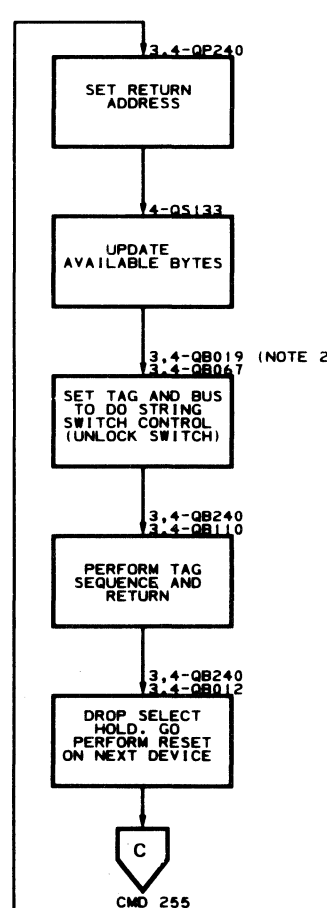 3,4-QP240
SET RETURN
ADDRESS
4-QS133
UPDATE
AVAILABLE BYTES
3,4-QB019 (NOTE 2
3,4-QB067
SET TAG AND BUS
TO DO STRING
SWITCH CONTROL
(UNLOCK SWITCH)
3,4-QB240
3,4-QB110
PERFORM TAG
SEQUENCE AND
RETURN
3,4-QB240
3,4-QB012
DROP SELECT
HOLD. GO
PERFORM RESET
ON NEXT DEVICE
C
CMD 255